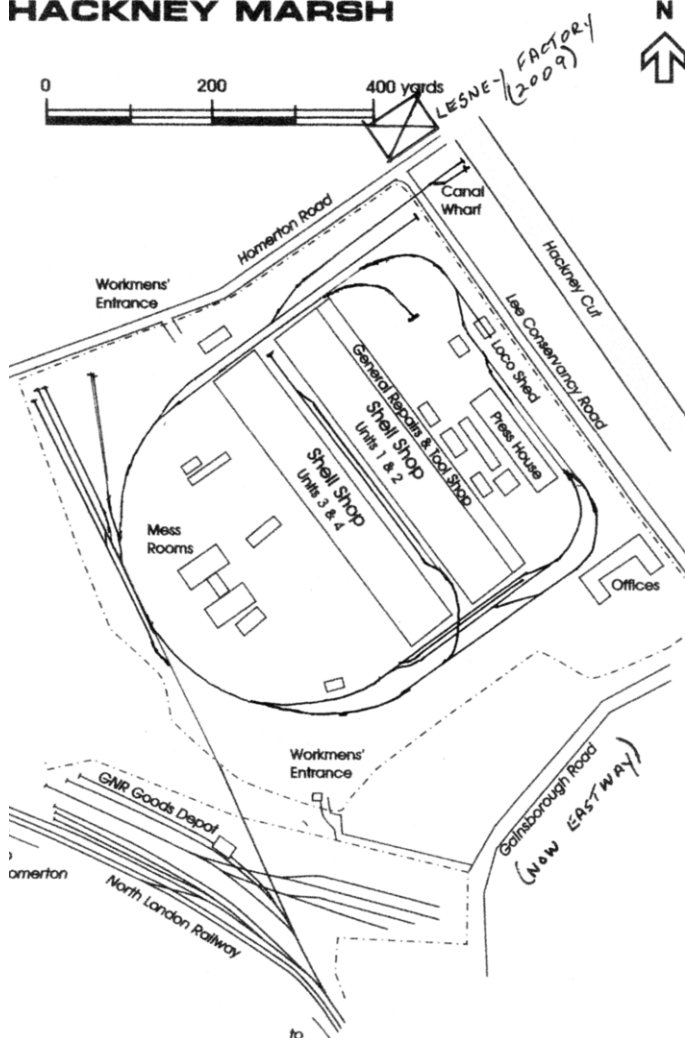 HACKNEY MARSH
N
0 200 400 yards
LESNEY FACTORY
(2009)
Canal
Wharf
Homerton Road
Hackney Cut
Workmens'
Entrance
Lee Conservancy Road
Loco Shed
General Repairs & Tool Shop
Press House
Shell Shop
Units 1 & 2
Shell Shop
Units 3 & 4
Mess
Rooms
Offices
Workmens'
Entrance
Gainsborough Road
(NOW EASTWAY)
GNR Goods Depot
omerton
North London Railway
to